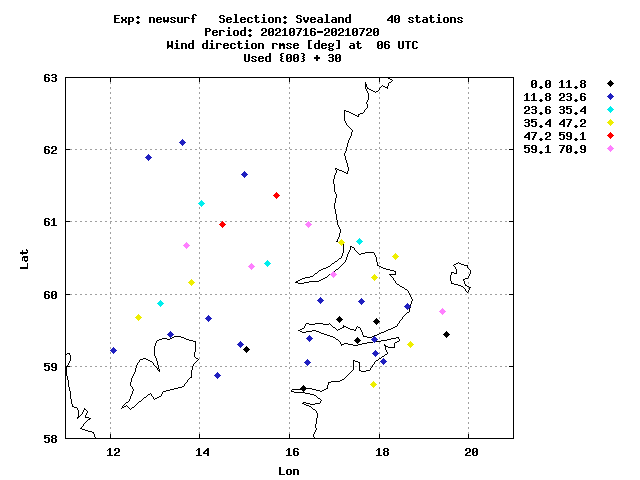 Exp: newsurf Selection: Svealand 40 stations
Period: 20210716-20210720
Wind direction rmse [deg] at 06 UTC
Used {00} + 30
63
62
61
60
59
58
Lat
12 14 16 18 20
Lon
0.0 11.8
11.8 23.6
23.6 35.4
35.4 47.2
47.2 59.1
59.1 70.9